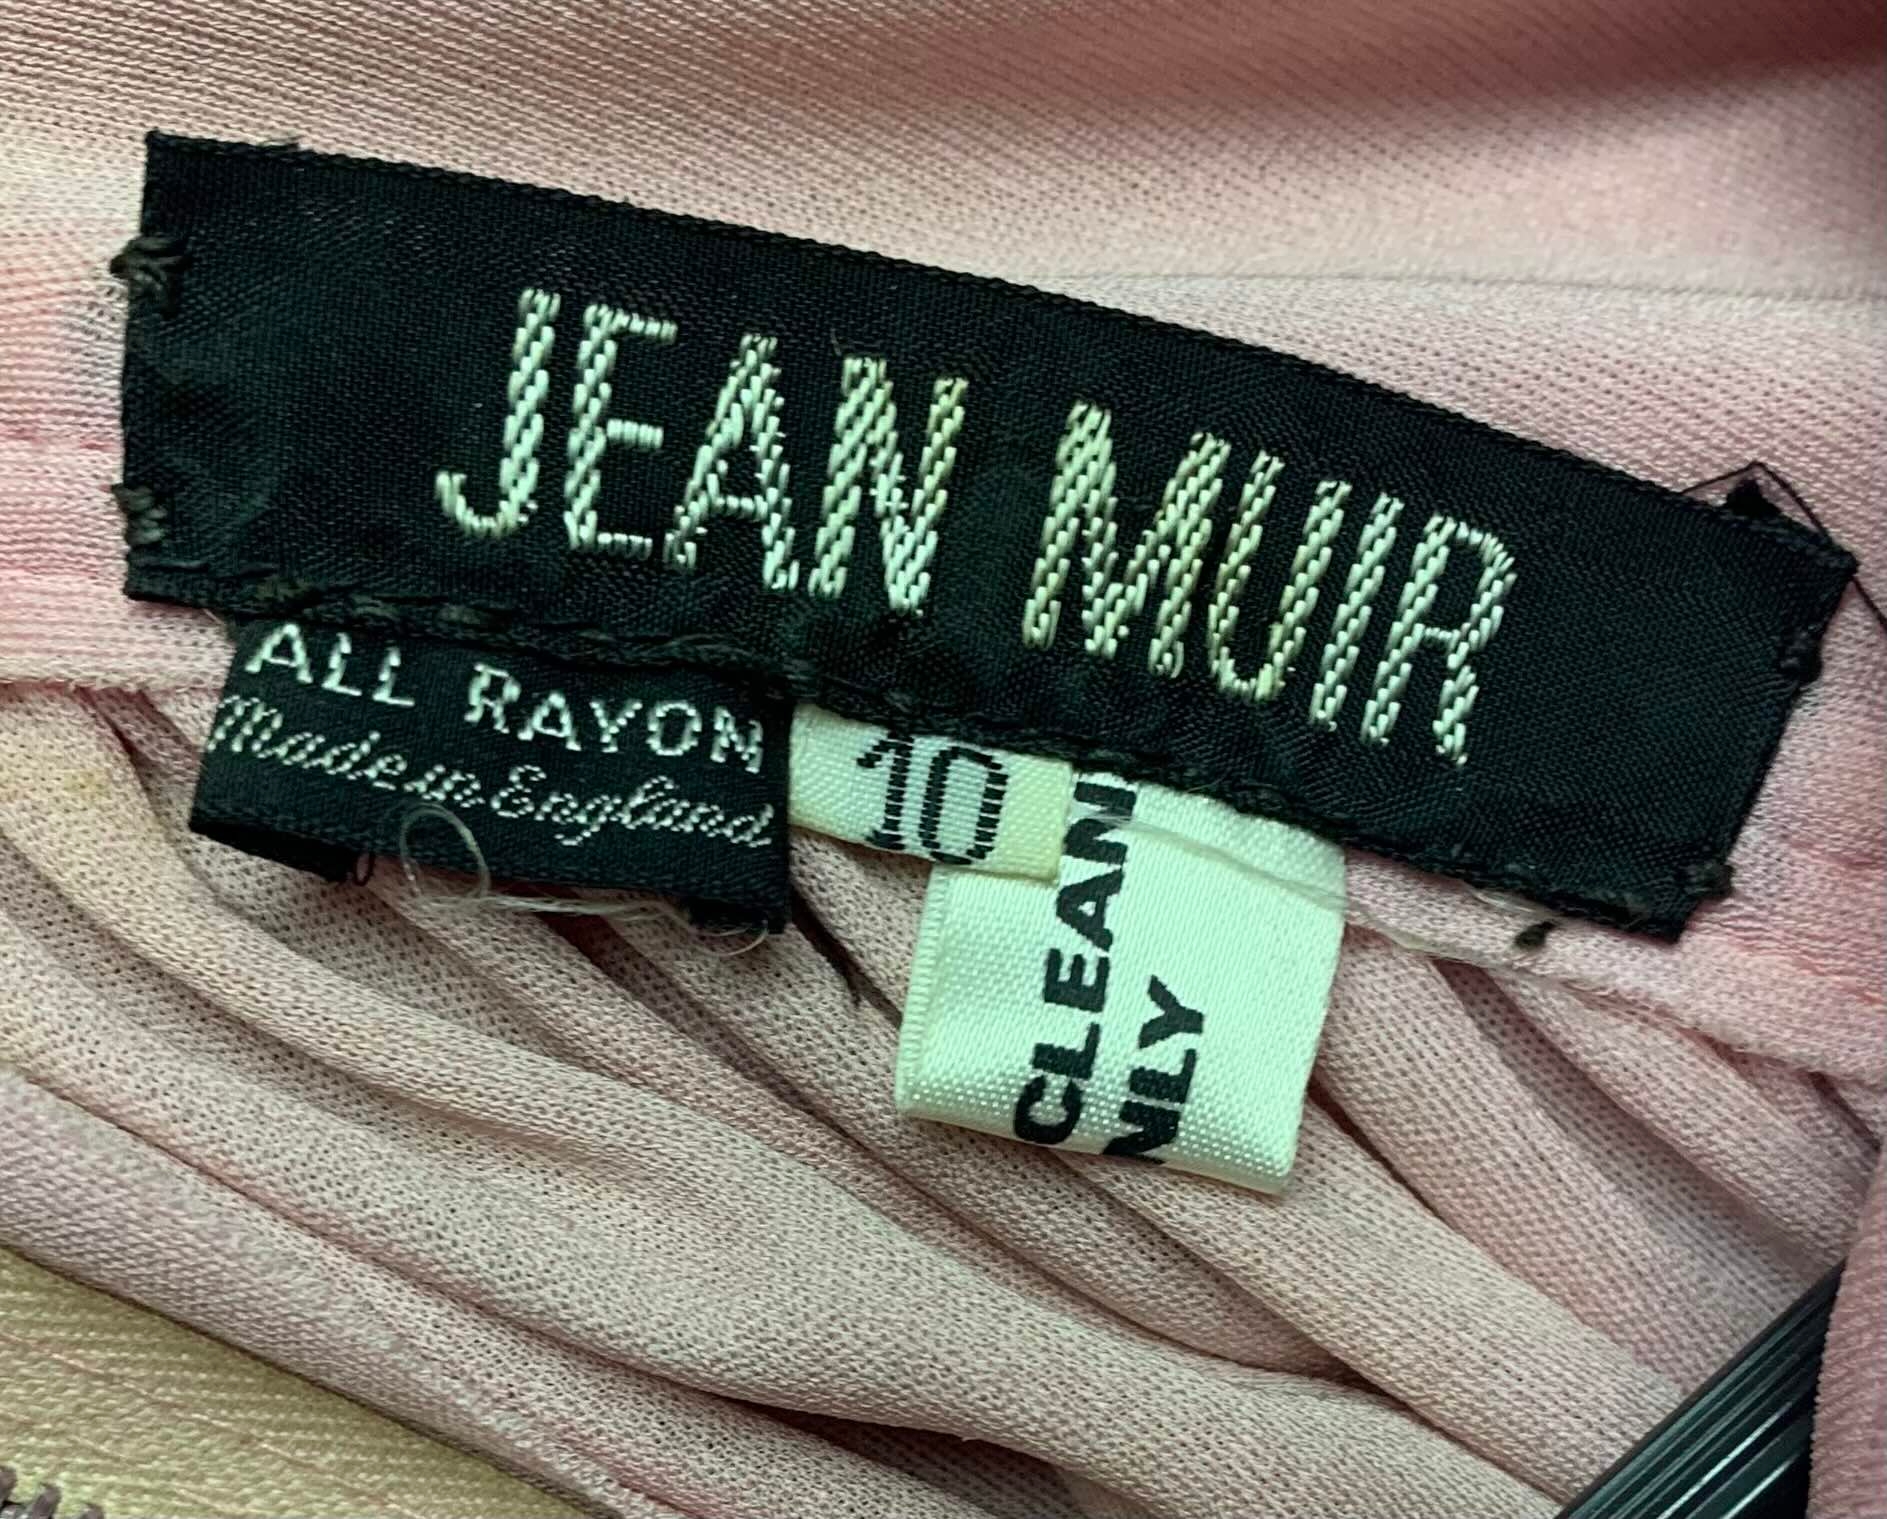 JEAN MUIR
ALL RAYON
Made in England
10
CLEAN
NLY